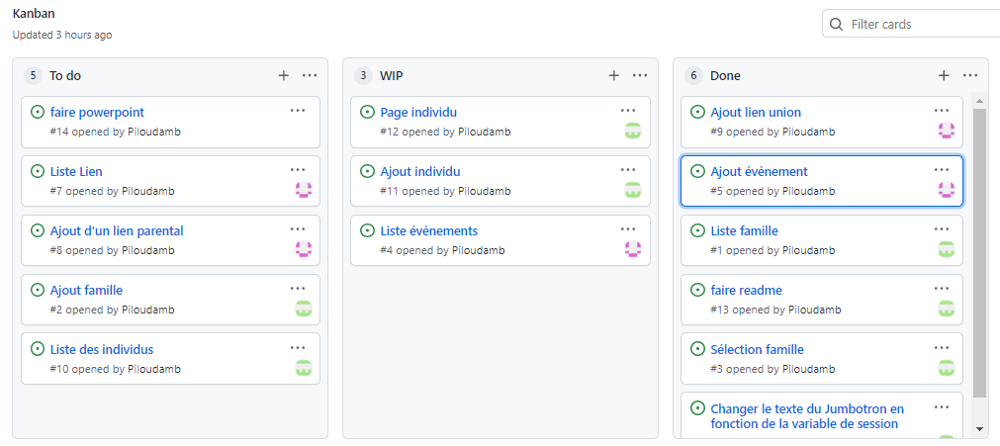 Kanban
Updated 3 hours ago
Filter cards
5 To do
faire powerpoint
#14 opened by Piloudamb
Liste Lien
#7 opened by Piloudamb
Ajout d'un lien parental
#8 opened by Piloudamb
Ajout famille
#2 opened by Piloudamb
Liste des individus
#10 opened by Piloudamb
3 WIP
Page individu
#12 opened by Piloudamb
Ajout individu
#11 opened by Piloudamb
Liste évènements
#4 opened by Piloudamb
6 Done
Ajout lien union
#9 opened by Piloudamb
Ajout évènement
#5 opened by Piloudamb
Liste famille
#1 opened by Piloudamb
faire readme
#13 opened by Piloudamb
Sélection famille
#3 opened by Piloudamb
Changer le texte du Jumbotron en
fonction de la variable de session